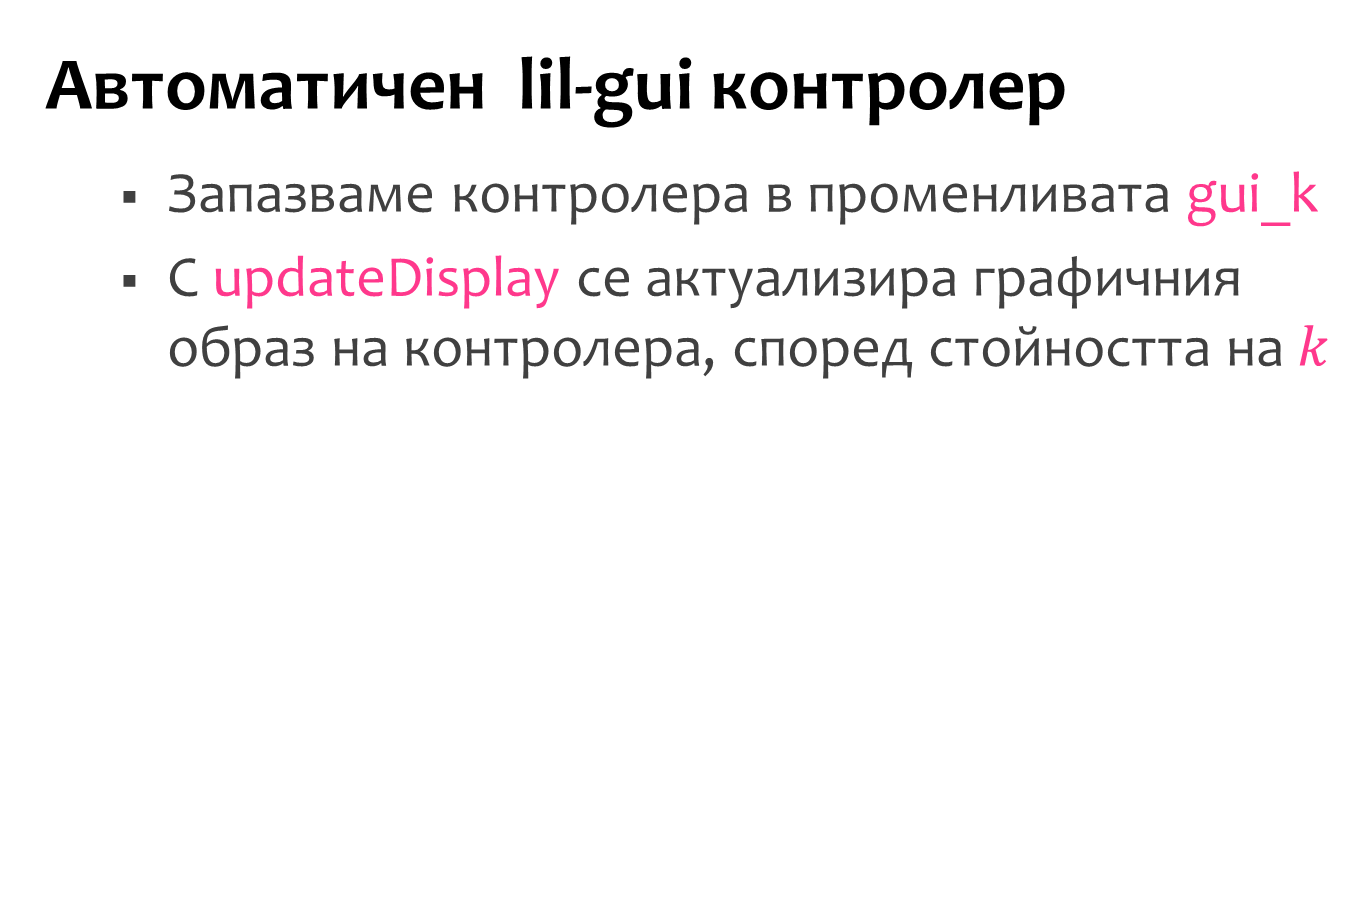 Автоматичен lil-gui контролер
▪ Запазваме контролера в променливата gui_k
▪ С updateDisplay се актуализира графичния
образ на контролера, според стойността на k